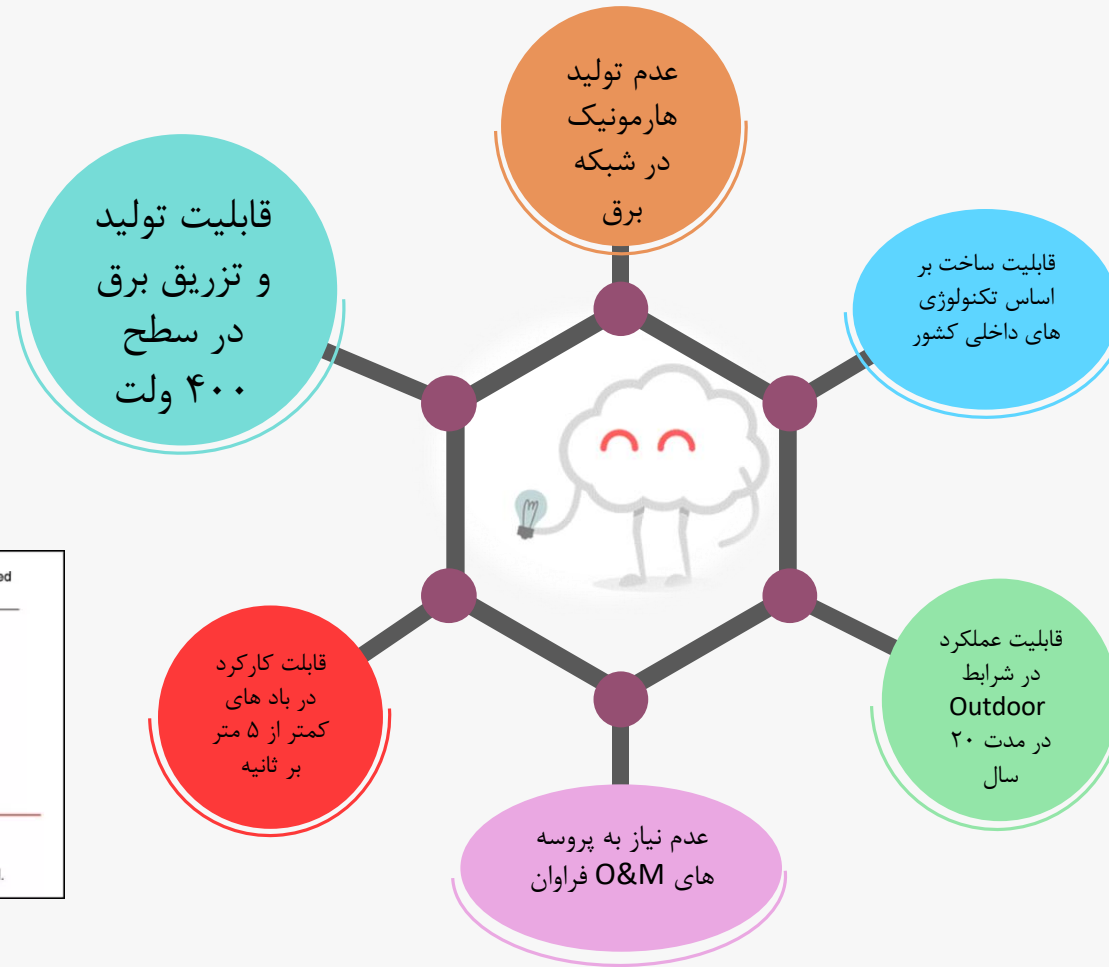 عدم تولید
هارمونیک
در شبکه
برق
قابلیت تولید
و تزریق برق
در سطح
۴۰۰ ولت
قابلیت ساخت بر
اساس تکنولوژی
های داخلی کشور
قابلت کارکرد
در باد های
کمتر از ۵ متر
بر ثانیه
قابلیت عملکرد
در شرایط
Outdoor
در مدت ۲۰
سال
عدم نیاز به پروسه
های O&M فراوان